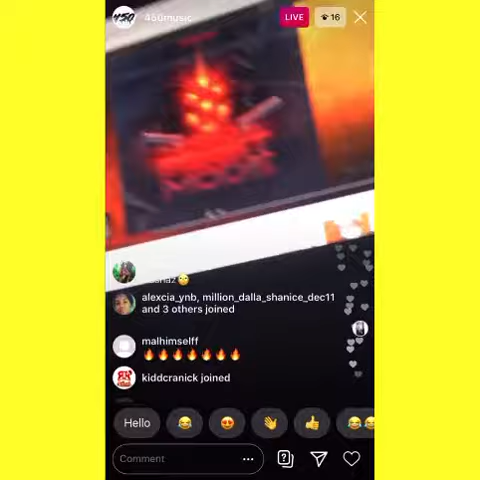 450music
LIVE
16
alexcia_ynb, million_dalla_shanice_dec11
and 3 others joined
malhimselff
🔥🔥🔥🔥🔥🔥🔥
kiddcranick joined
Hello
Comment